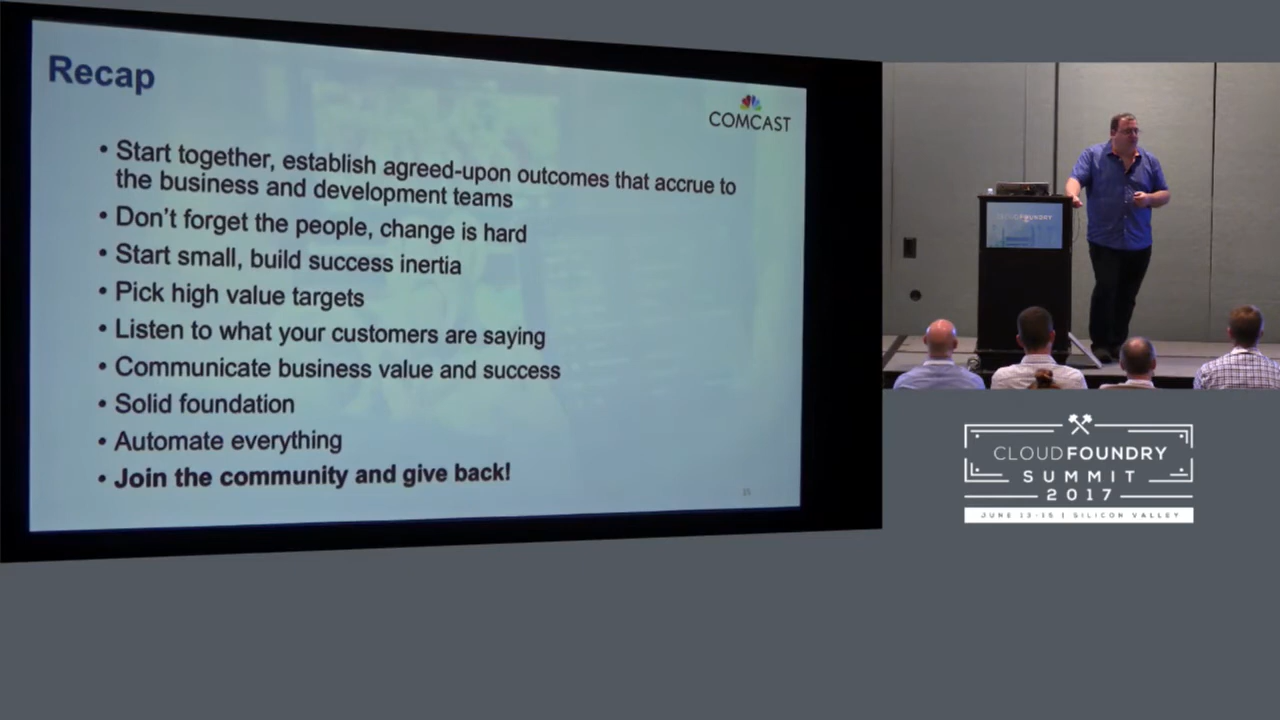 Recap
COMCAST
• Start together, establish agreed-upon outcomes that accrue to
the business and development teams
• Don't forget the people, change is hard
• Start small, build success inertia
• Pick high value targets
• Listen to what your customers are saying
• Communicate business value and success
• Solid foundation
• Automate everything
• Join the community and give back!
CLOUD FOUNDRY
CLOUDFOUNDRY
SUMMIT
2017
JUNE 13-15 | SILICON VALLEY